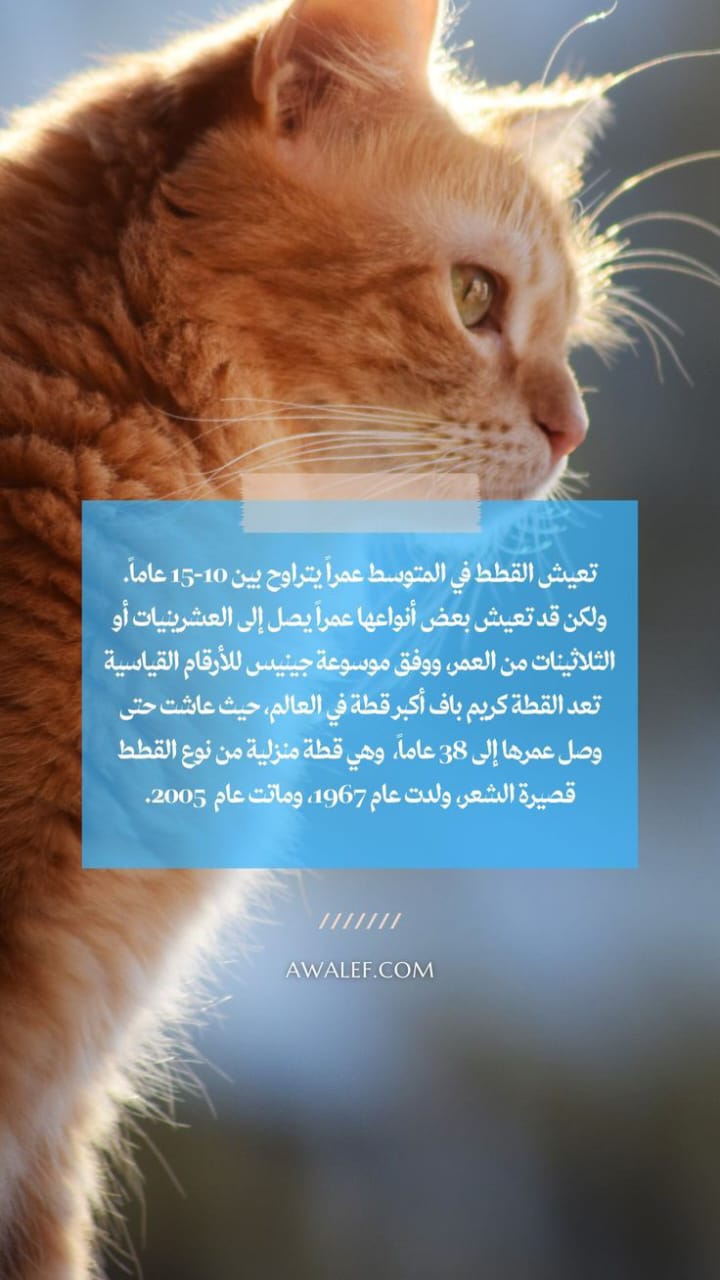 تعيش القطط في المتوسط عمراً يتراوح بين 10-15 عاماً.
ولكن قد تعيش بعض أنواعها عمراً يصل إلى العشرينيات أو
الثلاثينات من العمر، ووفق موسوعة جينيس للأرقام القياسية
تعد القطة كريم باف أكبر قطة في العالم، حيث عاشت حتى
وصل عمرها إلى 38 عاماً، وهي قطة منزلية من نوع القطط
قصيرة الشعر، ولدت عام 1967، وماتت عام 2005.
AWALEF.COM